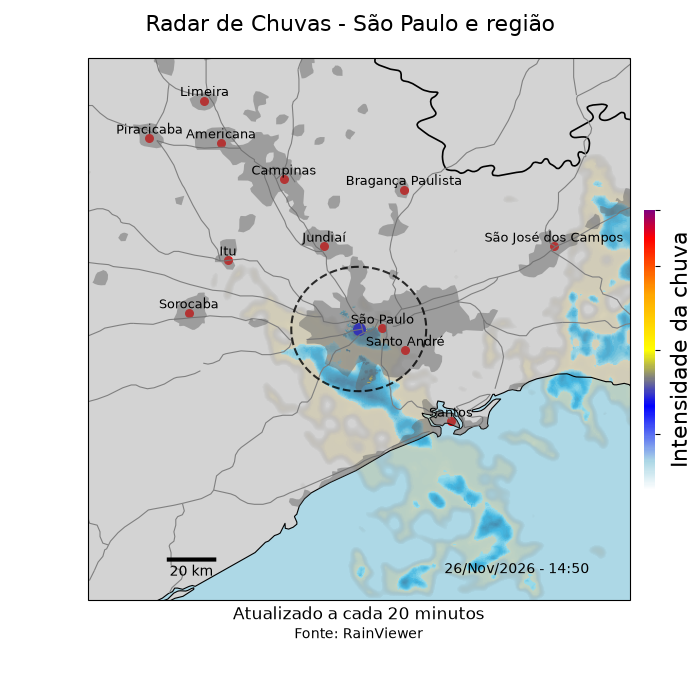 Radar de Chuvas - São Paulo e região
Limeira
Piracicaba
Americana
Campinas
Bragança Paulista
Jundiaí
São José dos Campos
Itu
Sorocaba
São Paulo
Santo André
Santos
Intensidade da chuva
20 km
26/Nov/2026 - 14:50
Atualizado a cada 20 minutos
Fonte: RainViewer